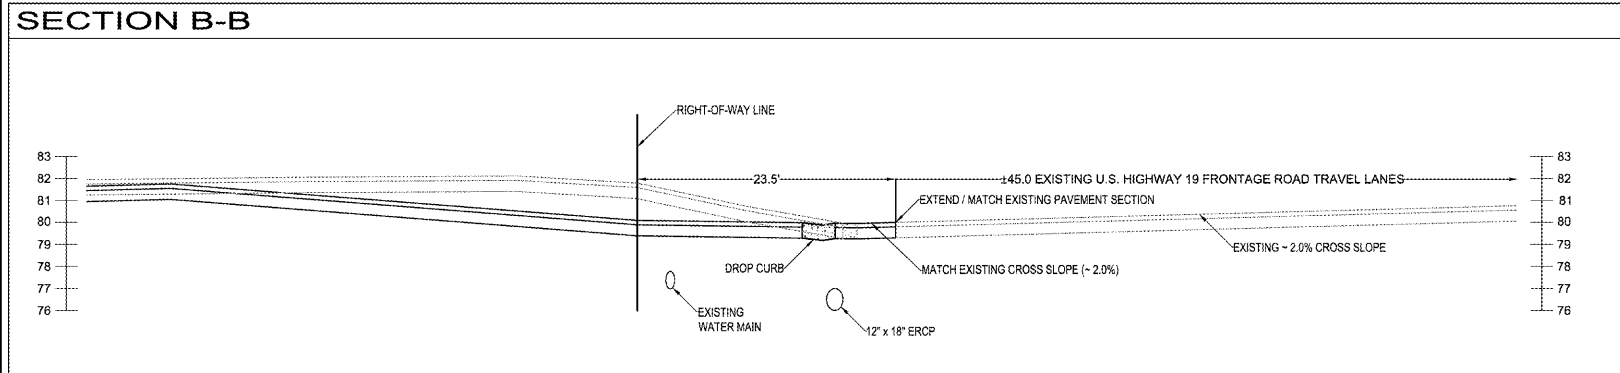 SECTION B-B
RIGHT-OF-WAY LINE
83
82
81
80
79
78
77
76
23.5'
±45.0 EXISTING U.S. HIGHWAY 19 FRONTAGE ROAD TRAVEL LANES
EXTEND / MATCH EXISTING PAVEMENT SECTION
EXISTING ~ 2.0% CROSS SLOPE
DROP CURB
MATCH EXISTING CROSS SLOPE (~ 2.0%)
EXISTING
WATER MAIN
12" x 18" ERCP
83
82
81
80
79
78
77
76